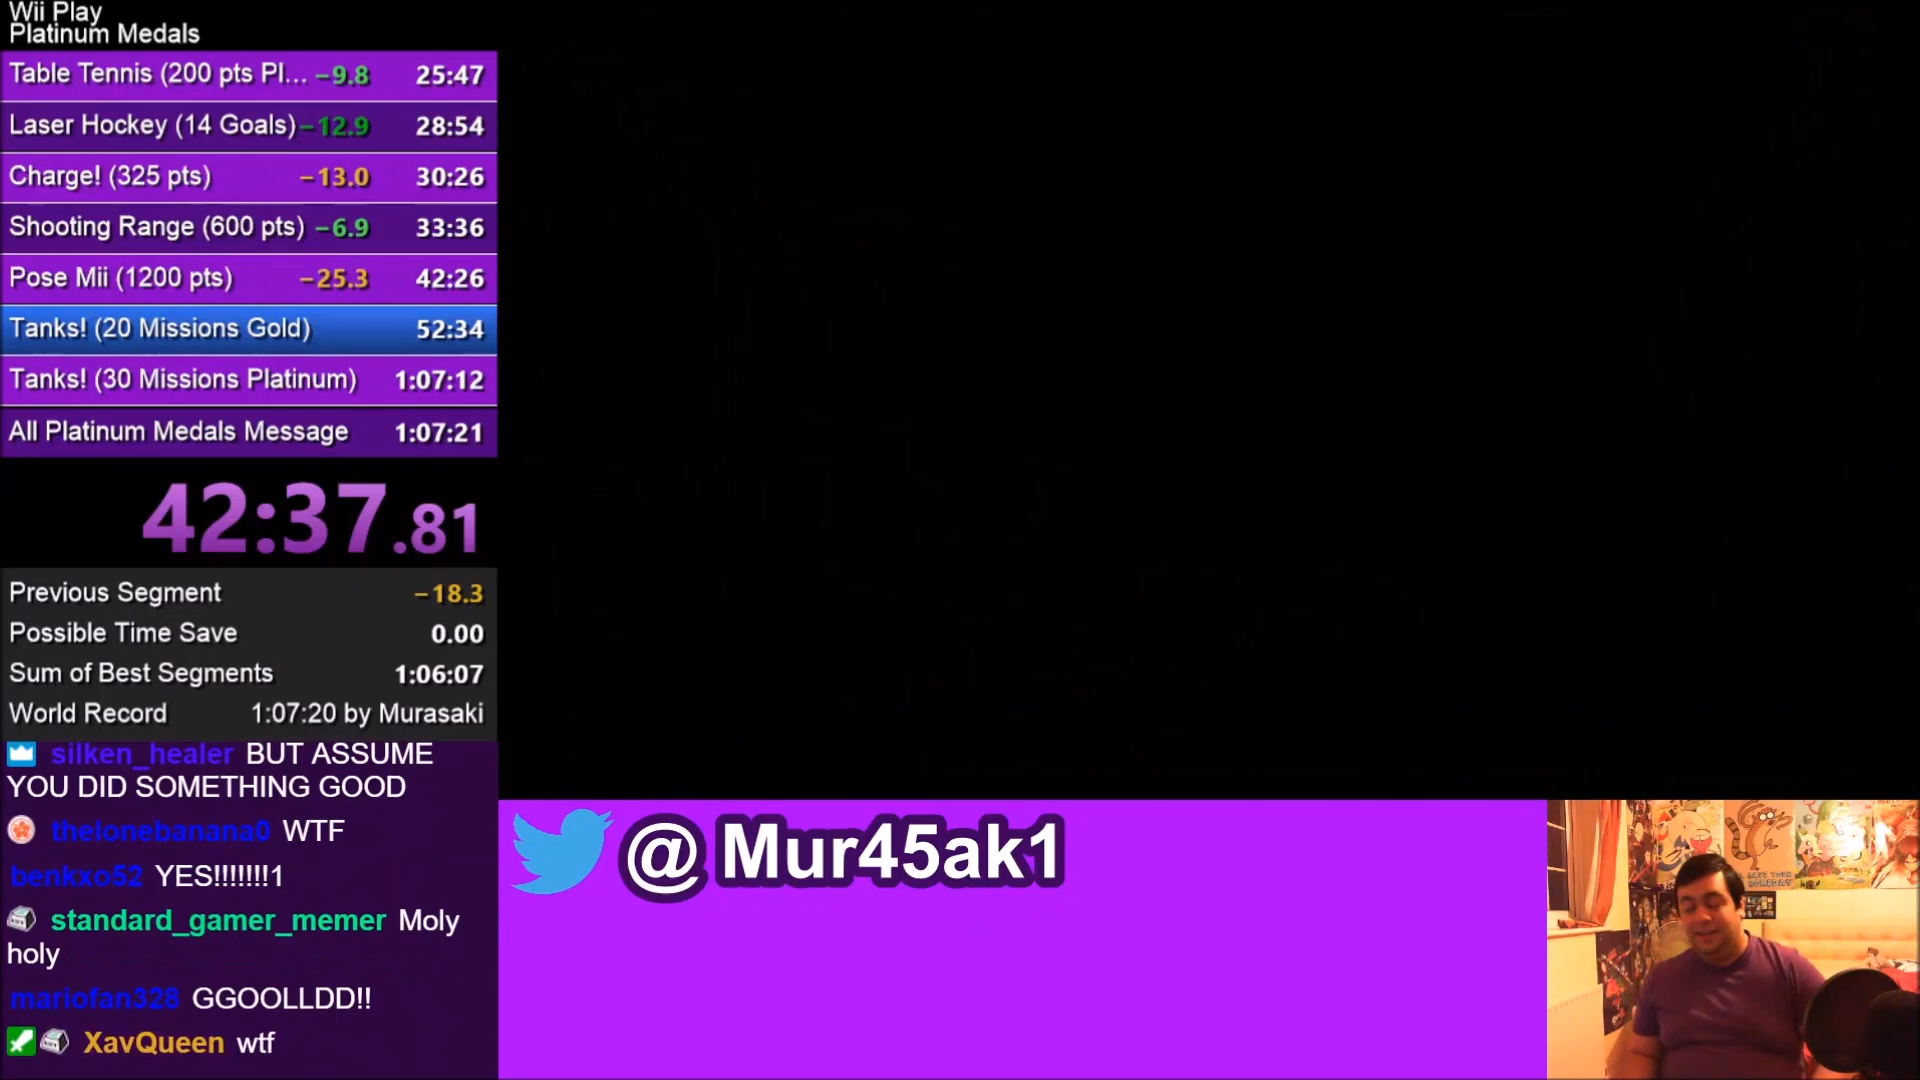 Wii Play
Platinum Medals
Table Tennis (200 pts Pl... −9.8 25:47
Laser Hockey (14 Goals) −12.9 28:54
Charge! (325 pts) −13.0 30:26
Shooting Range (600 pts) −6.9 33:36
Pose Mii (1200 pts) −25.3 42:26
Tanks! (20 Missions Gold) 52:34
Tanks! (30 Missions Platinum) 1:07:12
All Platinum Medals Message 1:07:21
42:37.81
Previous Segment −18.3
Possible Time Save 0.00
Sum of Best Segments 1:06:07
World Record 1:07:20 by Murasaki
silken_healer BUT ASSUME
YOU DID SOMETHING GOOD
thelonebanana0 WTF
benkxo52 YES!!!!!!!1
standard_gamer_memer Moly
holy
mariofan328 GGOOLLDD!!
XavQueen wtf
@Mur45ak1